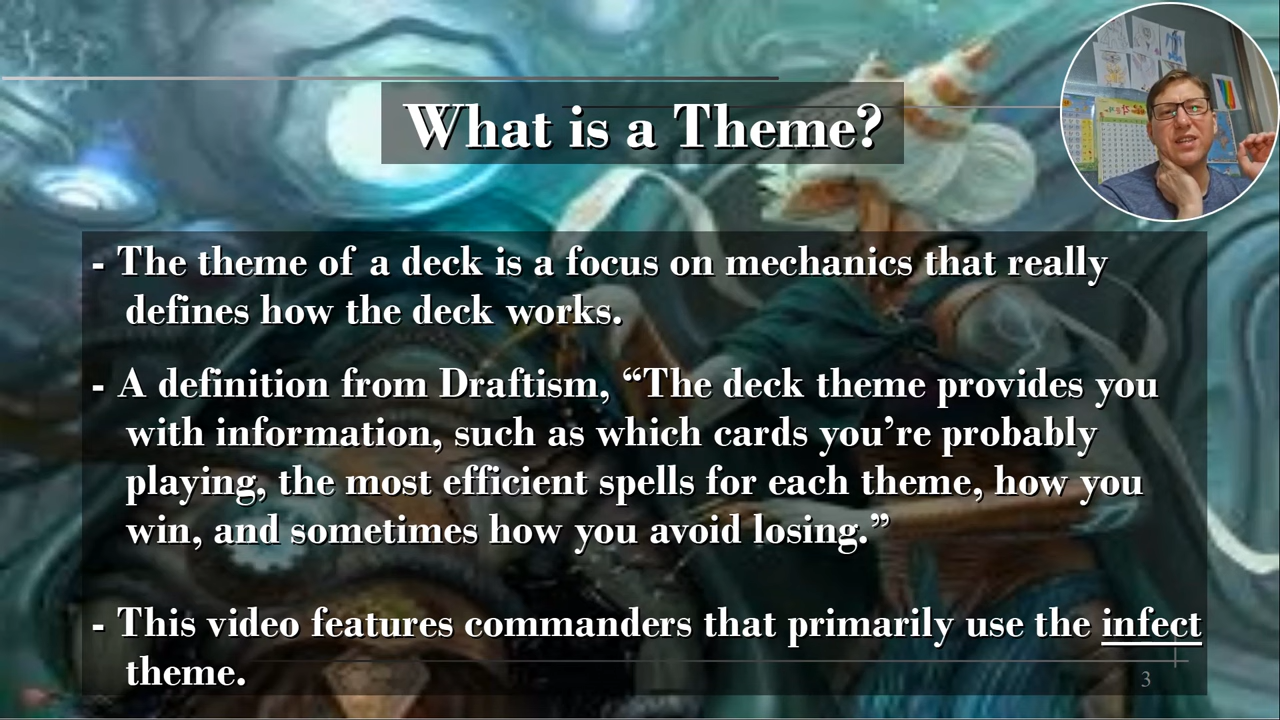 What is a Theme?
- The theme of a deck is a focus on mechanics that really
defines how the deck works.
- A definition from Draftism, “The deck theme provides you
with information, such as which cards you’re probably
playing, the most efficient spells for each theme, how you
win, and sometimes how you avoid losing.”
- This video features commanders that primarily use the infect
theme.
3